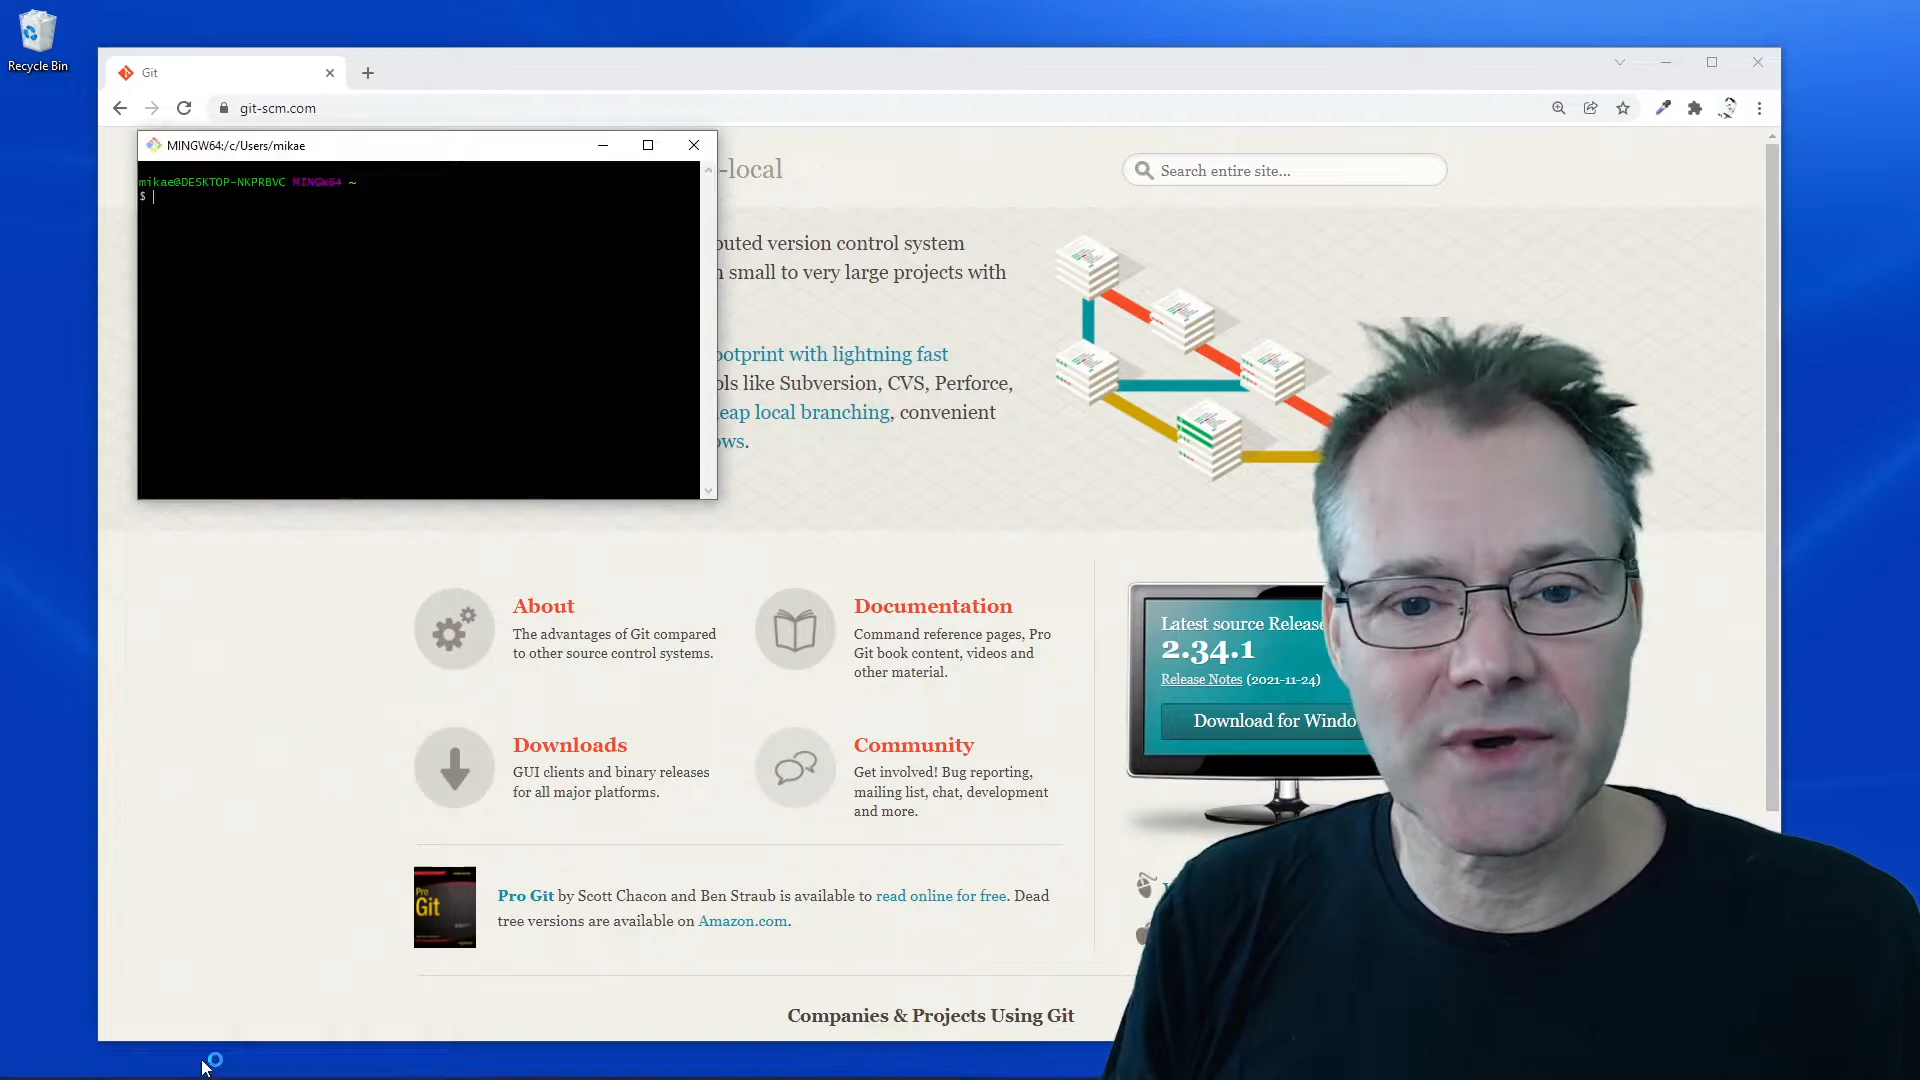 Recycle Bin
Git
git-scm.com
MINGW64:/c/Users/mikae
mikae@DESKTOP-NKPRBVC MINGW64 ~
$
-local
Search entire site...
buted version control system
n small to very large projects with
ootprint with lightning fast
ols like Subversion, CVS, Perforce,
heap local branching, convenient
ows.
About
The advantages of Git compared
to other source control systems.
Documentation
Command reference pages, Pro
Git book content, videos and
other material.
Downloads
GUI clients and binary releases
for all major platforms.
Community
Get involved! Bug reporting,
mailing list, chat, development
and more.
Latest source Release
2.34.1
Release Notes (2021-11-24)
Download for Windo
Pro
Git
Pro Git by Scott Chacon and Ben Straub is available to read online for free. Dead
tree versions are available on Amazon.com.
Companies & Projects Using Git